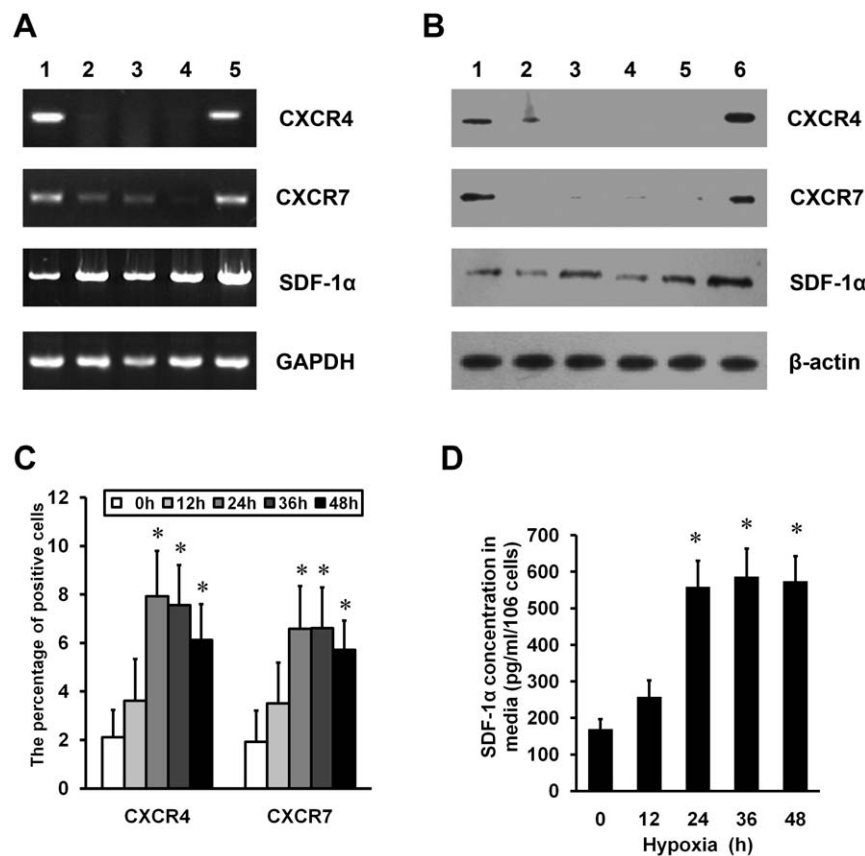 A
1 2 3 4 5
CXCR4
CXCR7
SDF-1α
GAPDH
B
1 2 3 4 5 6
CXCR4
CXCR7
SDF-1α
β-actin
C
The percentage of positive cells
12
10
8
6
4
2
0
0h 12h 24h 36h 48h
* * *
* * *
CXCR4 CXCR7
D
SDF-1α concentration in
media (pg/ml/106 cells)
700
600
500
400
300
200
100
0
* * *
0 12 24 36 48
Hypoxia (h)